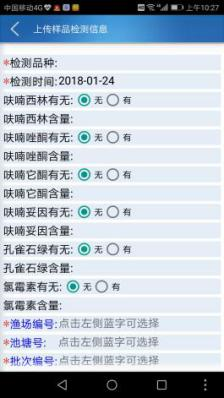 中国移动4G 上午10:27
上传样品检测信息
*检测品种:
*检测时间:2018-01-24
呋喃西林有无: 无 有
呋喃西林含量:
呋喃唑酮有无: 无 有
呋喃唑酮含量:
呋喃它酮有无: 无 有
呋喃它酮含量:
呋喃妥因有无: 无 有
呋喃妥因含量:
孔雀石绿有无: 无 有
孔雀石绿含量:
氯霉素有无: 无 有
氯霉素含量:
*渔场编号:点击左侧蓝字可选择
*池塘号: 点击左侧蓝字可选择
*批次编号:点击左侧蓝字可选择